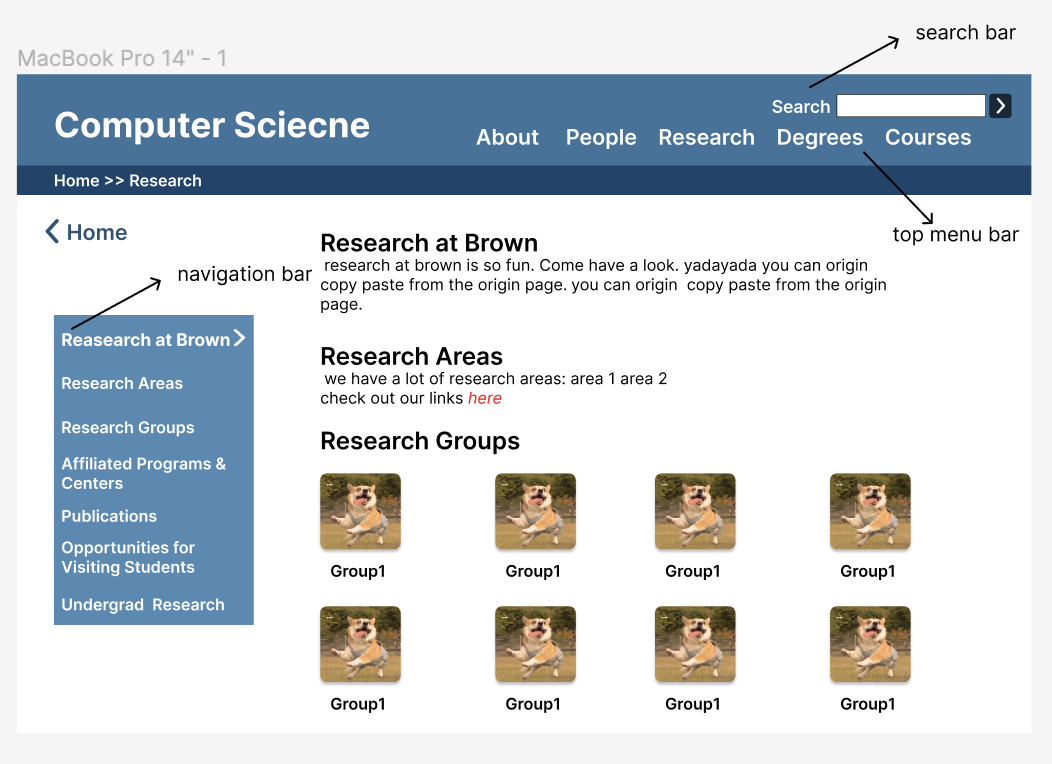 search bar
MacBook Pro 14" - 1
Search
Computer Sciecne
About People Research Degrees Courses
Home >> Research
Home
top menu bar
navigation bar
Reasearch at Brown
Research Areas
Research Groups
Affiliated Programs &
Centers
Publications
Opportunities for
Visiting Students
Undergrad Research
Research at Brown
research at brown is so fun. Come have a look. yadayada you can origin
copy paste from the origin page. you can origin copy paste from the origin
page.
Research Areas
we have a lot of research areas: area 1 area 2
check out our links here
Research Groups
Group1 Group1 Group1 Group1
Group1 Group1 Group1 Group1